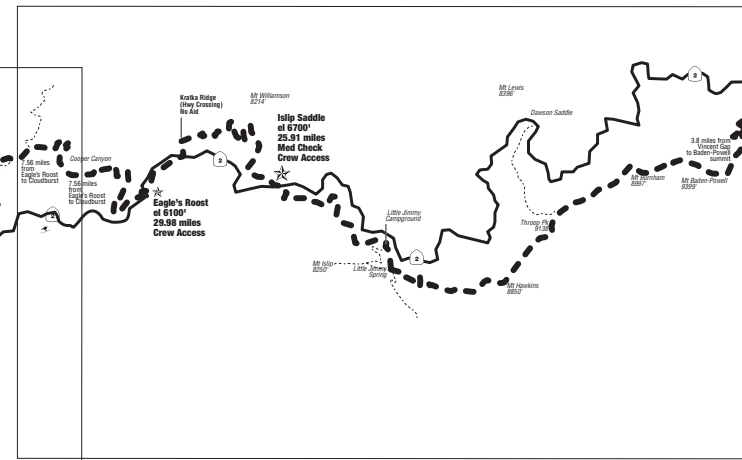 2
Mt Lewis
8396'
Kratka Ridge
(Hwy Crossing)
No Aid
Mt Williamson
8214'
Islip Saddle
el 6700'
25.91 miles
Med Check
Crew Access
Dawson Saddle
3.8 miles from
Vincent Gap
to Baden-Powell
summit
7.56 miles
from
Eagle's Roost
to Cloudburst
Cooper Canyon
7.56 miles
from
Eagle's Roost
to Cloudburst
2
Mt Burnham
8997'
Mt Baden-Powell
9399'
Eagle's Roost
el 6100'
29.98 miles
Crew Access
2
Little Jimmy
Campground
Throop Pk
9138'
2
Mt Islip
8250'
Little Jimmy
Spring
Mt Hawkins
8850'